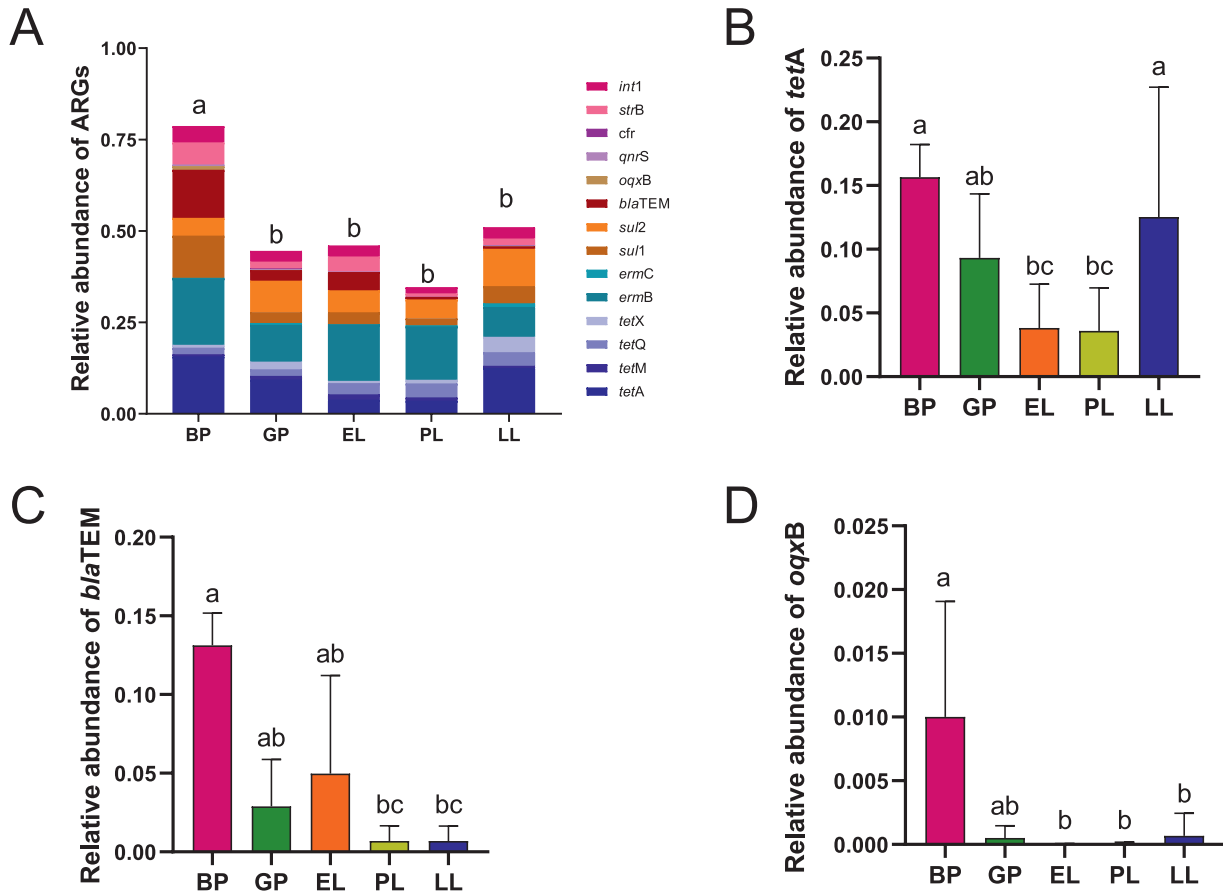 A
Relative abundance of ARGs
1.00
0.75
0.50
0.25
0.00
a
b
b
b
b
BP
GP
EL
PL
LL
int1
strB
cfr
qnrS
oqxB
blaTEM
sul2
sul1
ermC
ermB
tetX
tetQ
tetM
tetA
B
Relative abundance of tetA
0.25
0.20
0.15
0.10
0.05
0.00
a
ab
bc
bc
a
BP
GP
EL
PL
LL
C
Relative abundance of blaTEM
0.20
0.15
0.10
0.05
0.00
a
ab
ab
bc
bc
BP
GP
EL
PL
LL
D
Relative abundance of oqxB
0.025
0.020
0.015
0.010
0.005
0.000
a
ab
b
b
b
BP
GP
EL
PL
LL